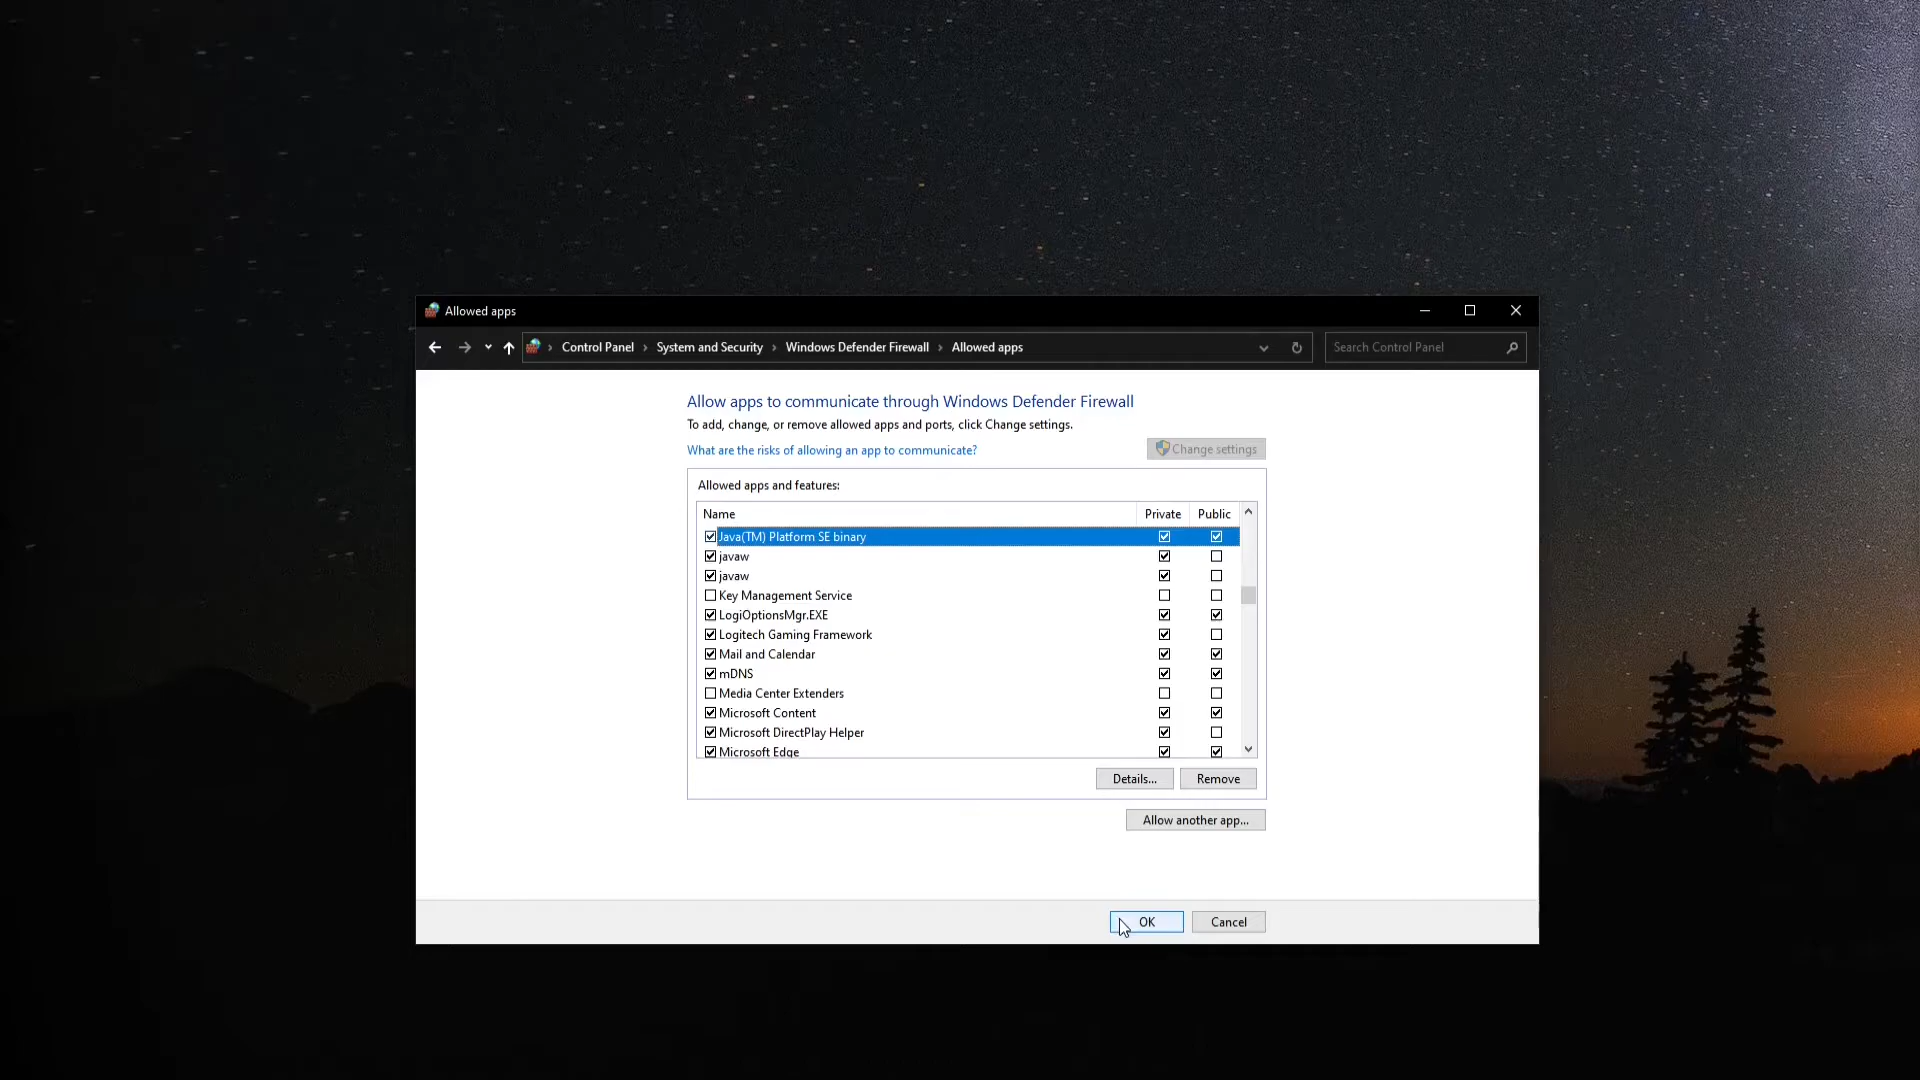 Allowed apps
Control Panel › System and Security › Windows Defender Firewall › Allowed apps
Search Control Panel
Allow apps to communicate through Windows Defender Firewall
To add, change, or remove allowed apps and ports, click Change settings.
What are the risks of allowing an app to communicate?
Change settings
Allowed apps and features:
Name Private Public
Java(TM) Platform SE binary
javaw
javaw
Key Management Service
LogiOptionsMgr.EXE
Logitech Gaming Framework
Mail and Calendar
mDNS
Media Center Extenders
Microsoft Content
Microsoft DirectPlay Helper
Microsoft Edge
Details... Remove
Allow another app...
OK Cancel